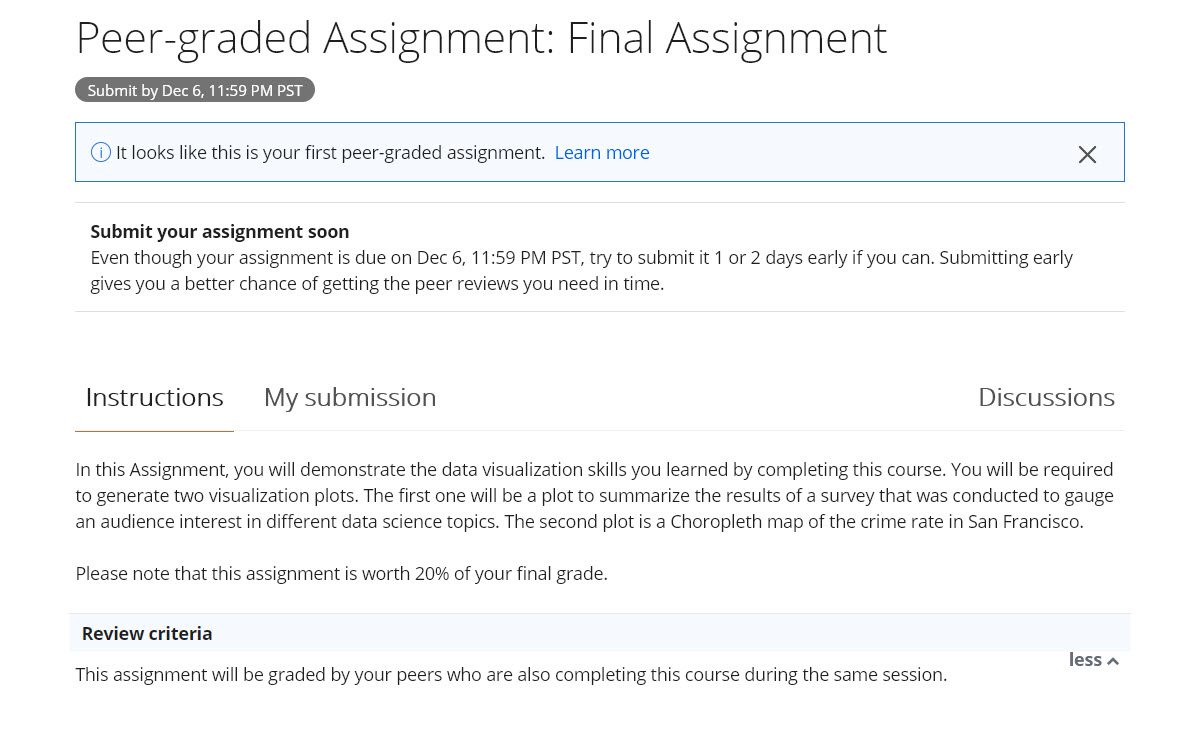 Peer-graded Assignment: Final Assignment
Submit by Dec 6, 11:59 PM PST
It looks like this is your first peer-graded assignment. Learn more
Submit your assignment soon
Even though your assignment is due on Dec 6, 11:59 PM PST, try to submit it 1 or 2 days early if you can. Submitting early
gives you a better chance of getting the peer reviews you need in time.
Instructions My submission Discussions
In this Assignment, you will demonstrate the data visualization skills you learned by completing this course. You will be required
to generate two visualization plots. The first one will be a plot to summarize the results of a survey that was conducted to gauge
an audience interest in different data science topics. The second plot is a Choropleth map of the crime rate in San Francisco.
Please note that this assignment is worth 20% of your final grade.
Review criteria
less
This assignment will be graded by your peers who are also completing this course during the same session.